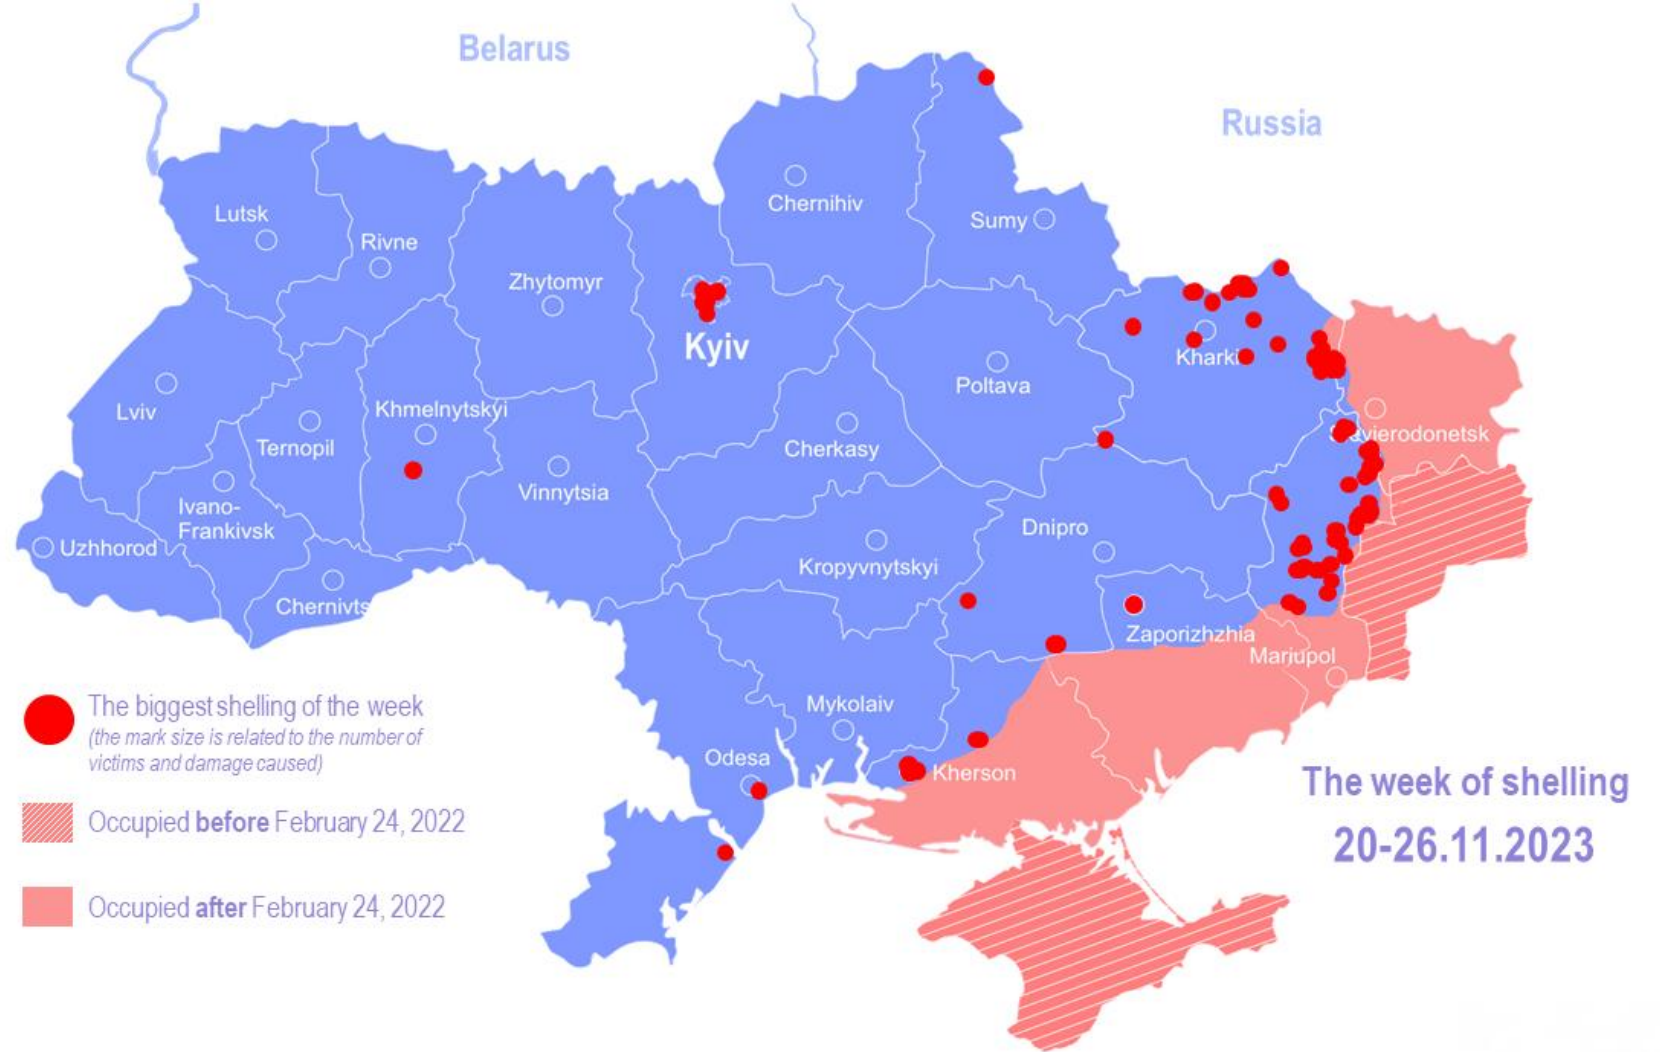 Belarus
Russia
Chernihiv
Sumy
Lutsk
Rivne
Zhytomyr
Kyiv
Kharki
Poltava
Lviv
Khmelnytskyi
Ternopil
Cherkasy
Sievierodonetsk
Vinnytsia
Ivano-
Frankivsk
Uzhhorod
Dnipro
Kropyvnytskyi
Chernivts
Zaporizhzhia
Mariupol
Mykolaiv
Odesa
Kherson
The biggest shelling of the week
(the mark size is related to the number of
victims and damage caused)
Occupied before February 24, 2022
Occupied after February 24, 2022
The week of shelling
20-26.11.2023